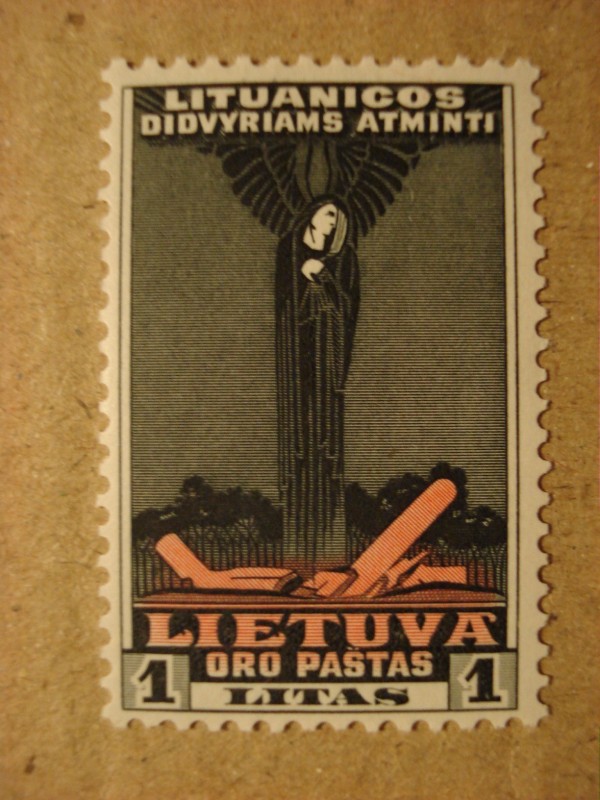 LITUANICOS
DIDVYRIAMS ATMINTI
LIETUVA
ORO PAŠTAS
1 LITAS 1